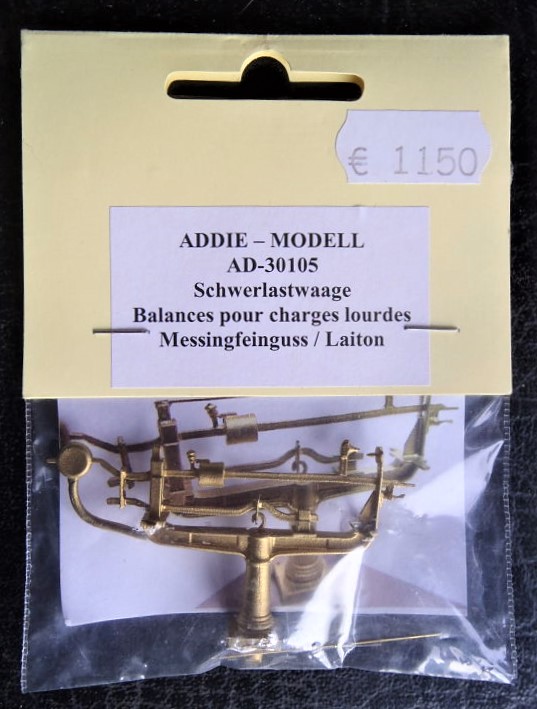 € 1150
ADDIE – MODELL
AD-30105
Schwerlastwaage
Balances pour charges lourdes
Messingfeinguss / Laiton